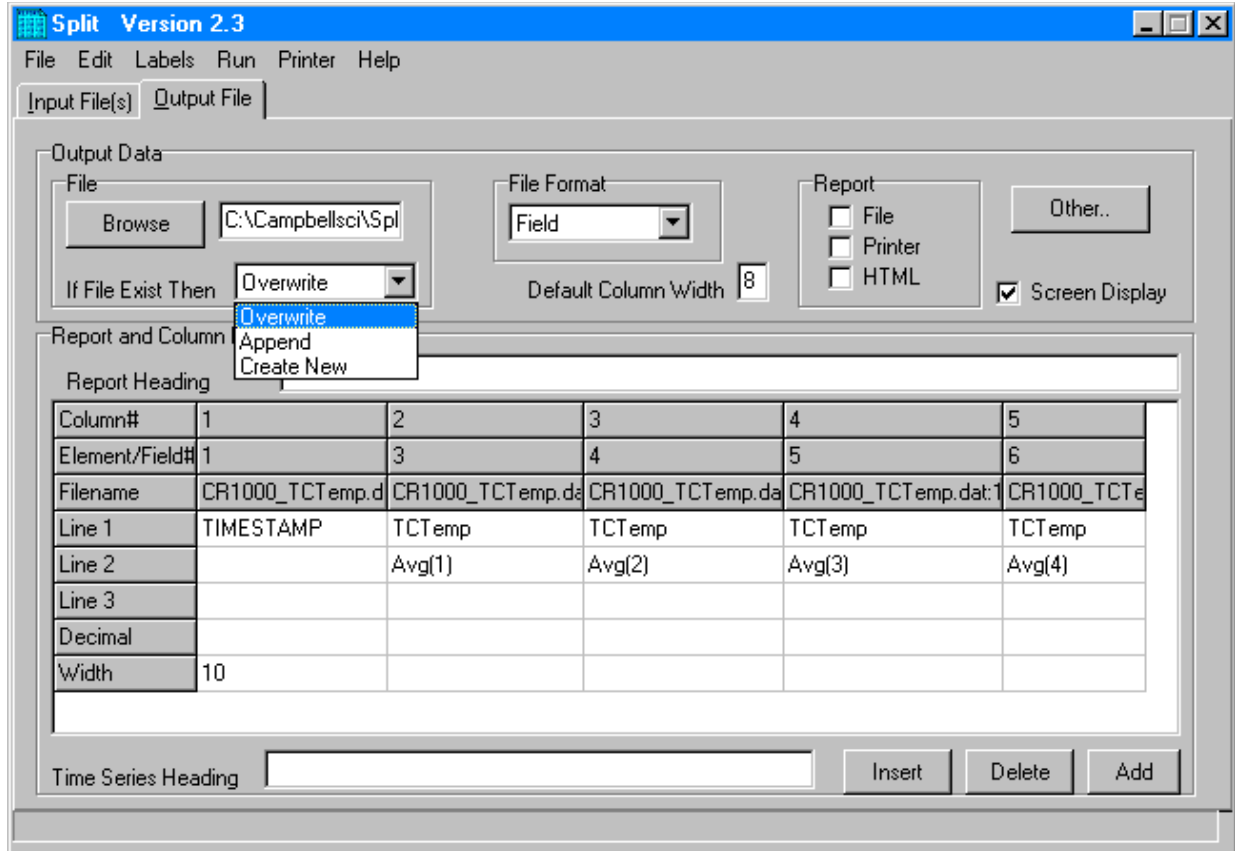 Split Version 2.3
File Edit Labels Run Printer Help
Input File(s) Output File
Output Data
File File Format Report
Browse C:\Campbellsci\Spl Field File Other..
Printer
If File Exist Then Overwrite Default Column Width 8 HTML Screen Display
Overwrite
Report and Column
Append
Create New
Report Heading
Column# 1 2 3 4 5
Element/Field# 1 3 4 5 6
Filename CR1000_TCTemp.d CR1000_TCTemp.da CR1000_TCTemp.da CR1000_TCTemp.dat:1 CR1000_TCTe
Line 1 TIMESTAMP TCTemp TCTemp TCTemp TCTemp
Line 2 Avg(1) Avg(2) Avg(3) Avg(4)
Line 3
Decimal
Width 10
Time Series Heading Insert Delete Add